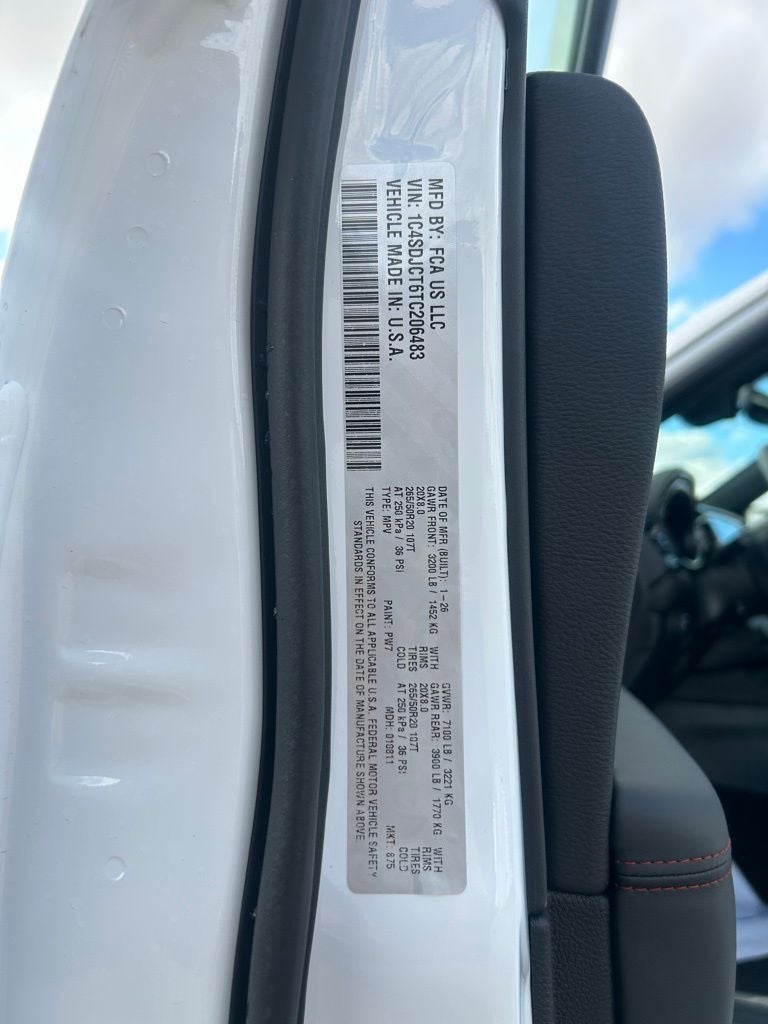 MFD BY: FCA US LLC
VIN: 1C4SDJCT6TC206483
VEHICLE MADE IN: U.S.A.
DATE OF MFR (BUILT): 1-26 GVWR: 7100 LB / 3221 KG
GAWR FRONT: 3200 LB / 1452 KG WITH GAWR REAR: 3900 LB / 1770 KG WITH
20X8.0 RIMS 20X8.0 RIMS
265/50R20 107T TIRES 265/50R20 107T TIRES
AT 250 kPa / 36 PSI COLD AT 250 kPa / 36 PSI COLD
TYPE: MPV PAINT: PW7 MDH: 010811 MKT: 875
THIS VEHICLE CONFORMS TO ALL APPLICABLE U.S.A. FEDERAL MOTOR VEHICLE SAFETY
STANDARDS IN EFFECT ON THE DATE OF MANUFACTURE SHOWN ABOVE.